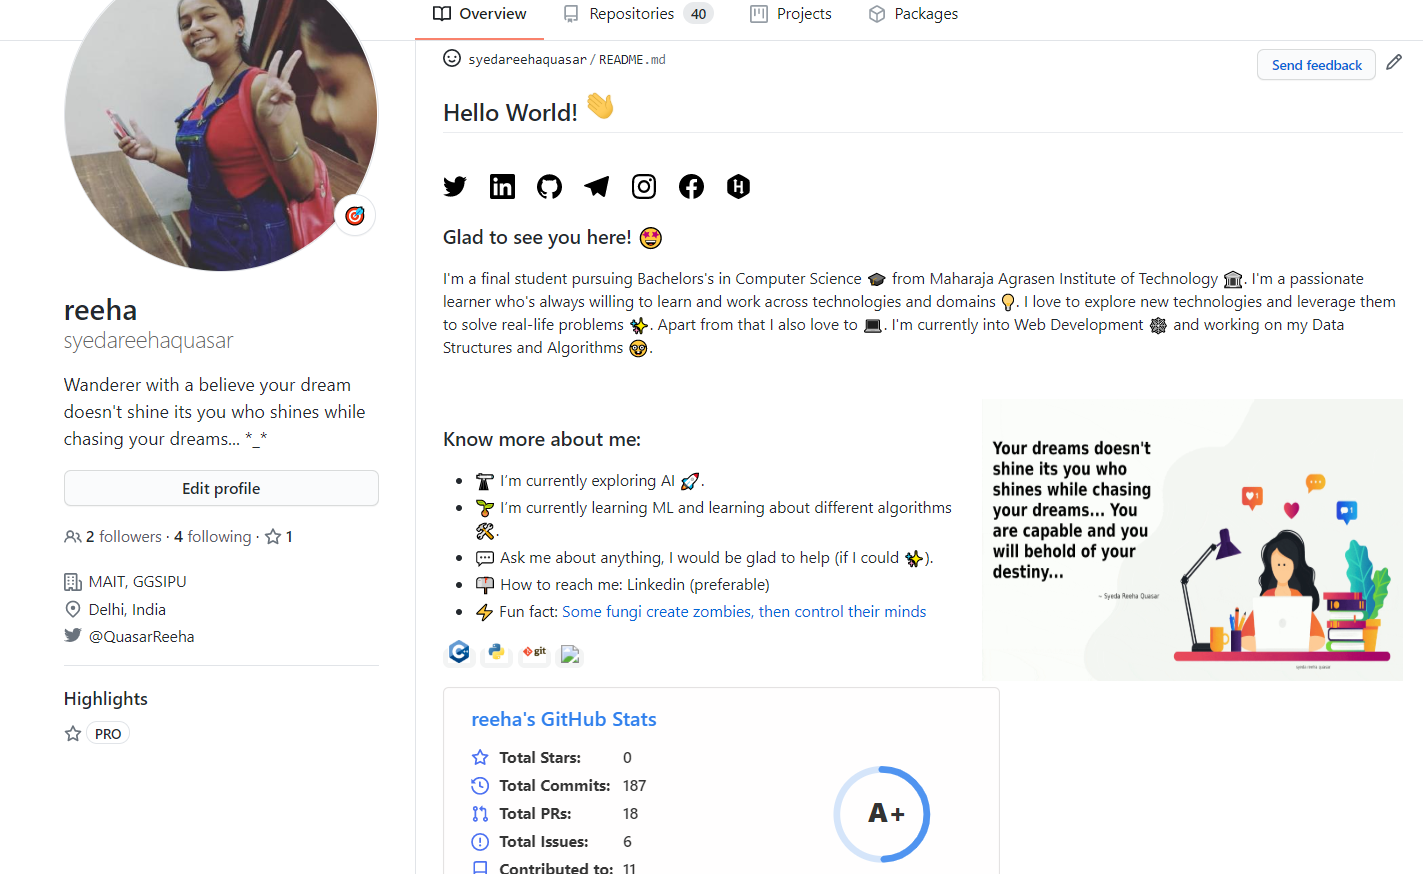 Overview
Repositories 40
Projects
Packages
syedareehaquasar/README.md
Send feedback
Hello World! 👋
Glad to see you here! 🤩
I'm a final student pursuing Bachelors's in Computer Science 🎓 from Maharaja Agrasen Institute of Technology 🏛. I'm a passionate
learner who's always willing to learn and work across technologies and domains 💡. I love to explore new technologies and leverage them
to solve real-life problems ✨. Apart from that I also love to 💻. I'm currently into Web Development 🕸 and working on my Data
Structures and Algorithms 🤓.
reeha
syedareehaquasar
Wanderer with a believe your dream
doesn't shine its you who shines while
chasing your dreams... *_*
Edit profile
2 followers · 4 following · 1
MAIT, GGSIPU
Delhi, India
@QuasarReeha
Highlights
PRO
Know more about me:
I'm currently exploring AI 🚀.
🌱 I'm currently learning ML and learning about different algorithms
🛠.
💬 Ask me about anything, I would be glad to help (if I could ✨).
📫 How to reach me: Linkedin (preferable)
⚡ Fun fact: Some fungi create zombies, then control their minds
git
Your dreams doesn't
shine its you who
shines while chasing
your dreams... You
are capable and you
will behold of your
destiny...
~ Syeda Reeha Quasar
syeda reeha quasar
reeha's GitHub Stats
Total Stars: 0
Total Commits: 187
Total PRs: 18
Total Issues: 6
Contributed to: 11
A+